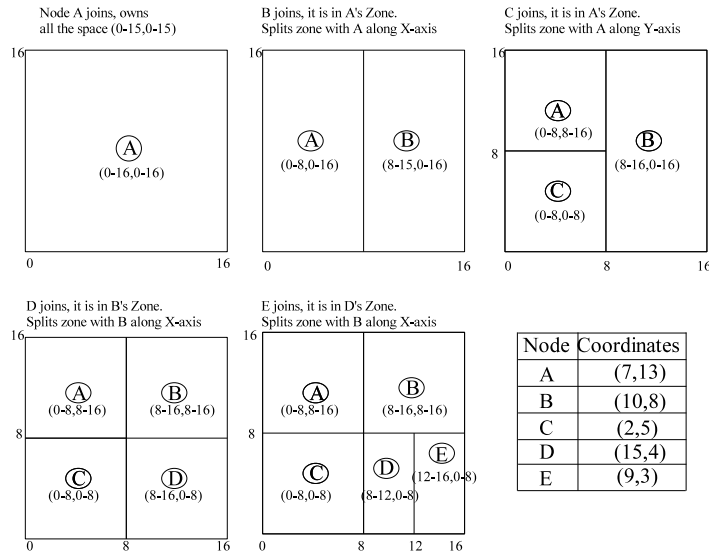 Node A joins, owns
all the space (0-15,0-15)
16
A
(0-16,0-16)
0
16
B joins, it is in A's Zone.
Splits zone with A along X-axis
16
A
(0-8,0-16)
B
(8-15,0-16)
0
8
16
C joins, it is in A's Zone.
Splits zone with A along Y-axis
16
A
(0-8,8-16)
8
B
(8-16,0-16)
C
(0-8,0-8)
0
8
16
D joins, it is in B's Zone.
Splits zone with B along X-axis
16
A
(0-8,8-16)
B
(8-16,8-16)
8
C
(0-8,0-8)
D
(8-16,0-8)
0
8
16
E joins, it is in D's Zone.
Splits zone with B along X-axis
16
A
(0-8,8-16)
B
(8-16,8-16)
8
C
(0-8,0-8)
D
(8-12,0-8)
E
(12-16,0-8)
0
8
12
16
Node Coordinates
A (7,13)
B (10,8)
C (2,5)
D (15,4)
E (9,3)